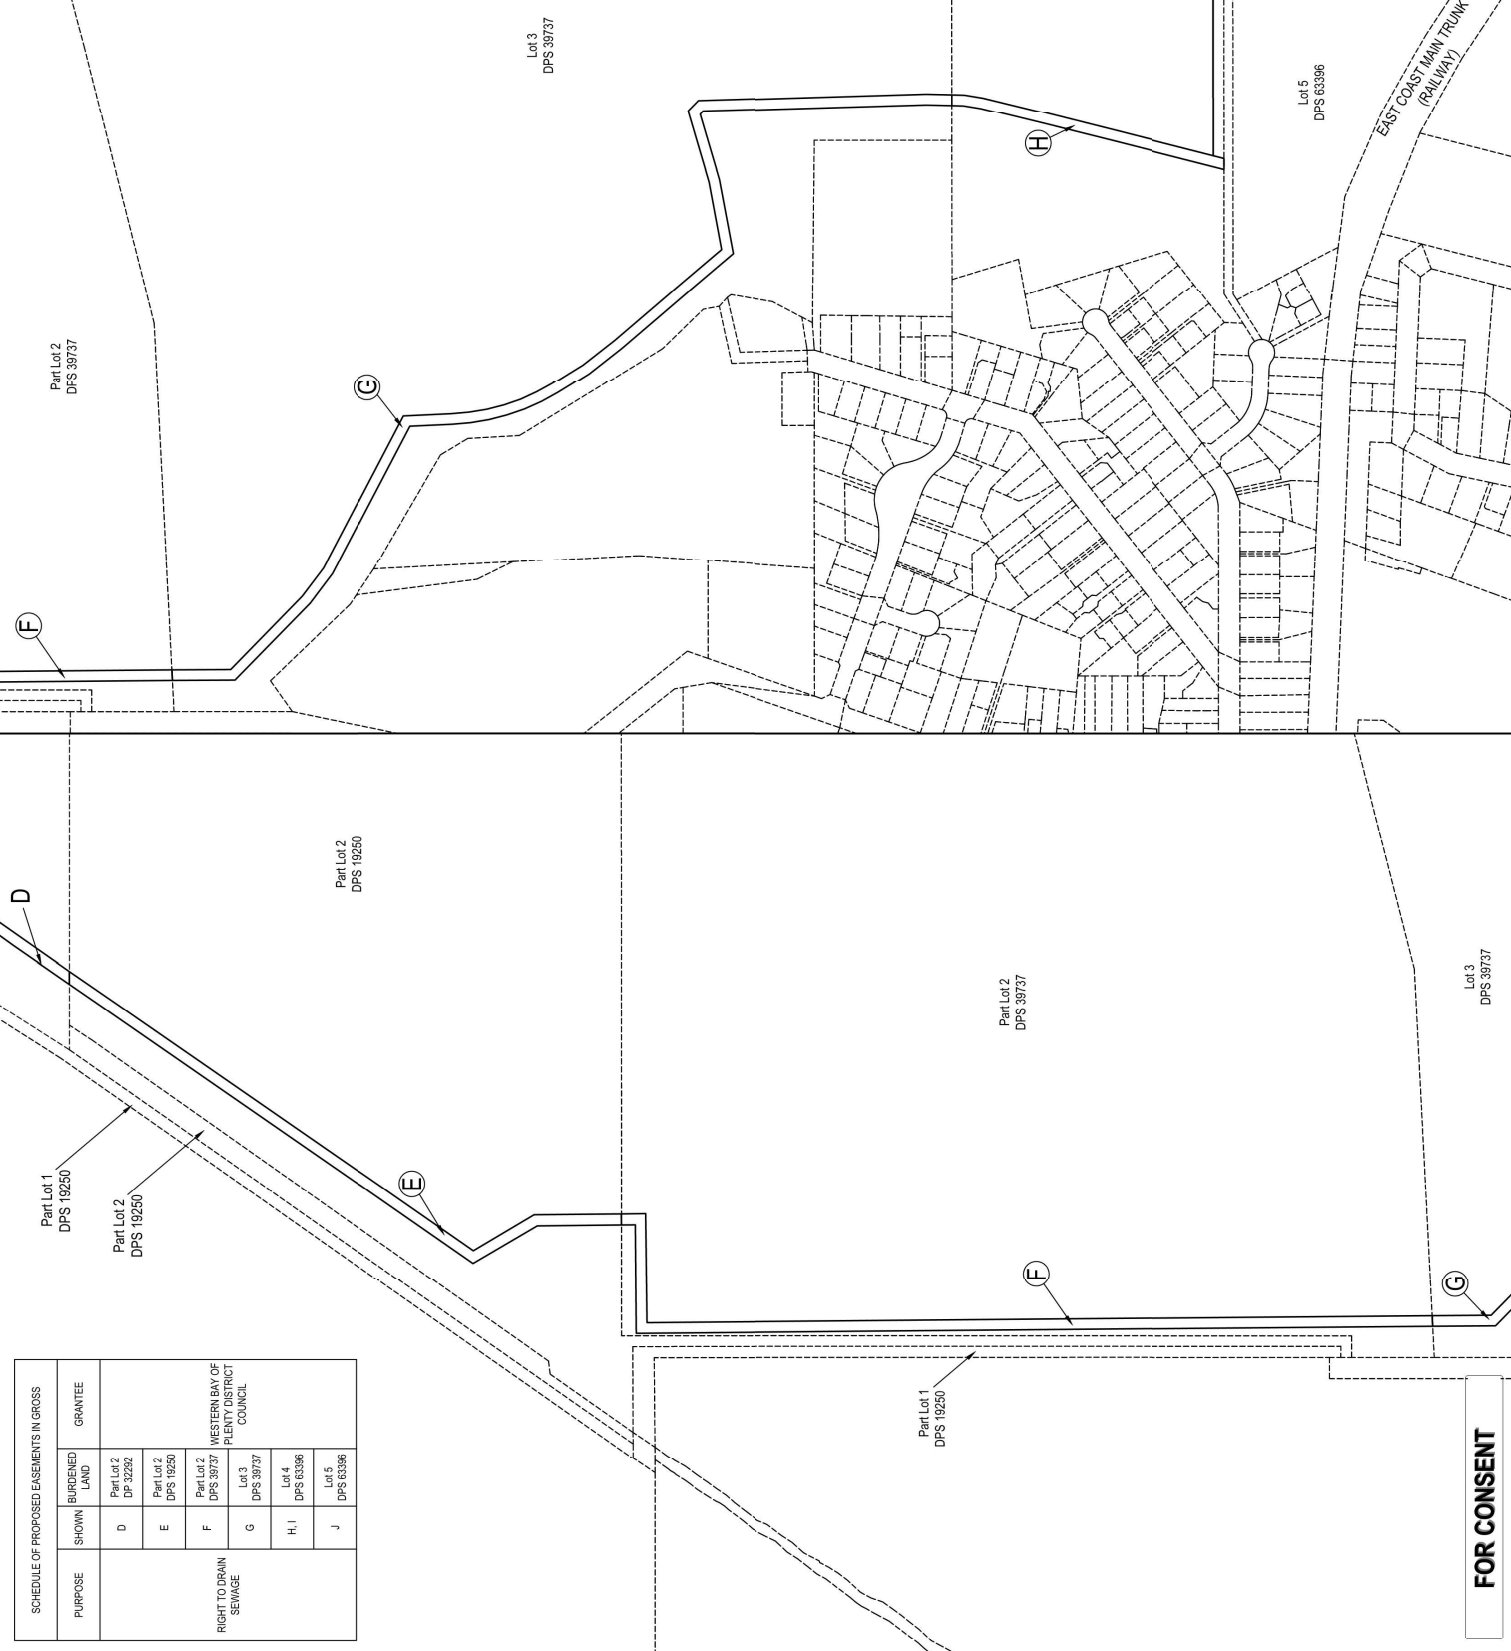 SCHEDULE OF PROPOSED EASEMENTS IN GROSS
PURPOSE
SHOWN
BURDENED
LAND
GRANTEE
RIGHT TO DRAIN
SEWAGE
D
Part Lot 2
DP 32292
E
Part Lot 2
DPS 19250
F
Part Lot 2
DPS 39737
G
Lot 3
DPS 39737
H, I
Lot 4
DPS 63396
J
Lot 5
DPS 63396
WESTERN BAY OF
PLENTY DISTRICT
COUNCIL
Part Lot 1
DPS 19250
Part Lot 2
DPS 19250
D
E
Part Lot 2
DPS 19250
Part Lot 1
DPS 19250
F
Part Lot 2
DPS 39737
G
Lot 3
DPS 39737
FOR CONSENT
F
Part Lot 2
DFS 39737
G
Lot 3
DPS 39737
H
Lot 5
DPS 63396
EAST COAST MAIN TRUNK
(RAILWAY)